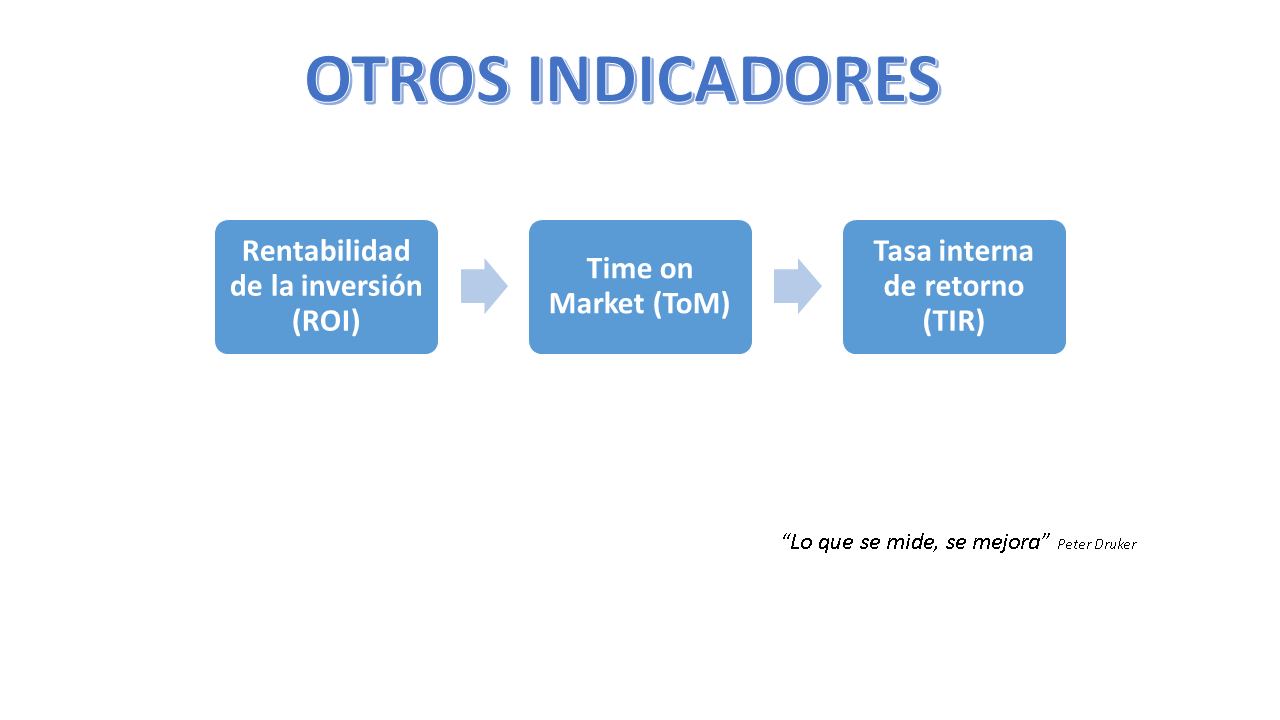 OTROS INDICADORES
Rentabilidad
de la inversión
(ROI)
Time on
Market (ToM)
Tasa interna
de retorno
(TIR)
“Lo que se mide, se mejora” Peter Druker